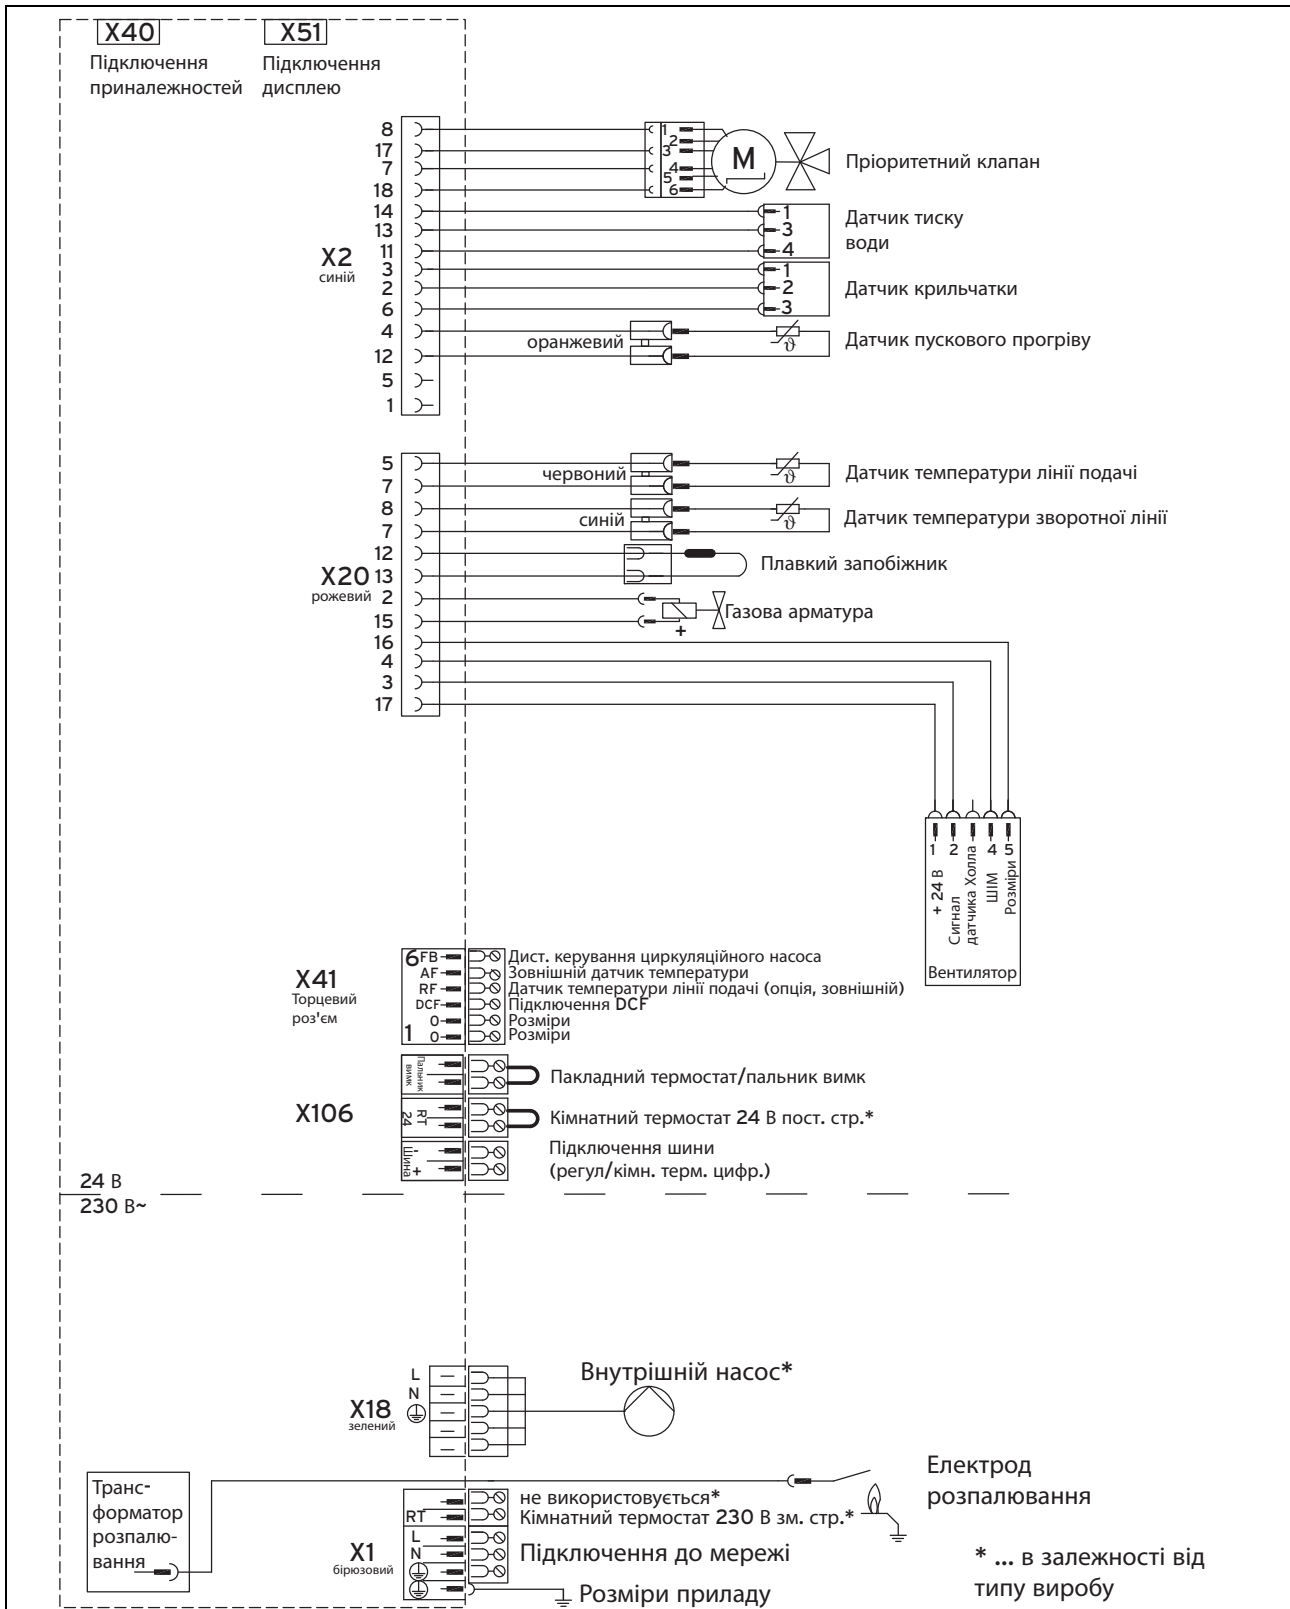 X40
Підключення
приналежностей
X51
Підключення
дисплею
X2
синій
8
17
7
18
14
13
11
3
2
6
4
12
5
1
1
2
3
4
5
6
M
Пріоритетний клапан
1
3
4
Датчик тиску
води
1
2
3
Датчик крильчатки
оранжевий
ϑ
Датчик пускового прогріву
X20
рожевий
5
7
8
7
12
13
2
15
16
4
3
17
червоний
ϑ
Датчик температури лінії подачі
синій
ϑ
Датчик температури зворотної лінії
Плавкий запобіжник
+
Газова арматура
1
2
4
5
+ 24 В
Сигнал
датчика Холла
ШІМ
Розміри
Вентилятор
X41
Торцевий
роз'єм
6
FB
Дист. керування циркуляційного насоса
AF
Зовнішній датчик температури
RF
Датчик температури лінії подачі (опція, зовнішній)
DCF
Підключення DCF
0
Розміри
1
0
Розміри
X106
Пальник
вимк
Пакладний термостат/пальник вимк
RT
24
Кімнатний термостат 24 В пост. стр.*
Шина
-
+
Підключення шини
(регул/кімн. терм. цифр.)
24 В
230 В~
X18
зелений
L
N
Внутрішній насос*
Транс-
форматор
розпалю-
вання
Електрод
розпалювання
X1
бірюзовий
не використовується*
RT
Кімнатний термостат 230 В зм. стр.*
L
N
Підключення до мережі
Розміри приладу
* ... в залежності від
типу виробу